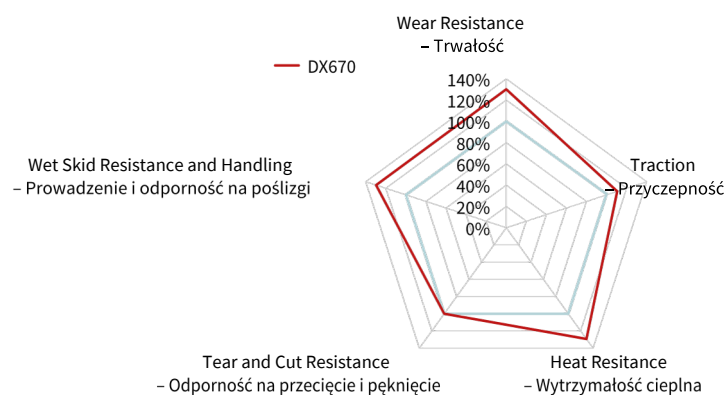 Wear Resistance
– Trwałość
DX670
140%
120%
100%
80%
60%
40%
20%
0%
Wet Skid Resistance and Handling
– Prowadzenie i odporność na poślizgi
Traction
– Przyczepność
Tear and Cut Resistance
– Odporność na przecięcie i pęknięcie
Heat Resitance
– Wytrzymałość cieplna